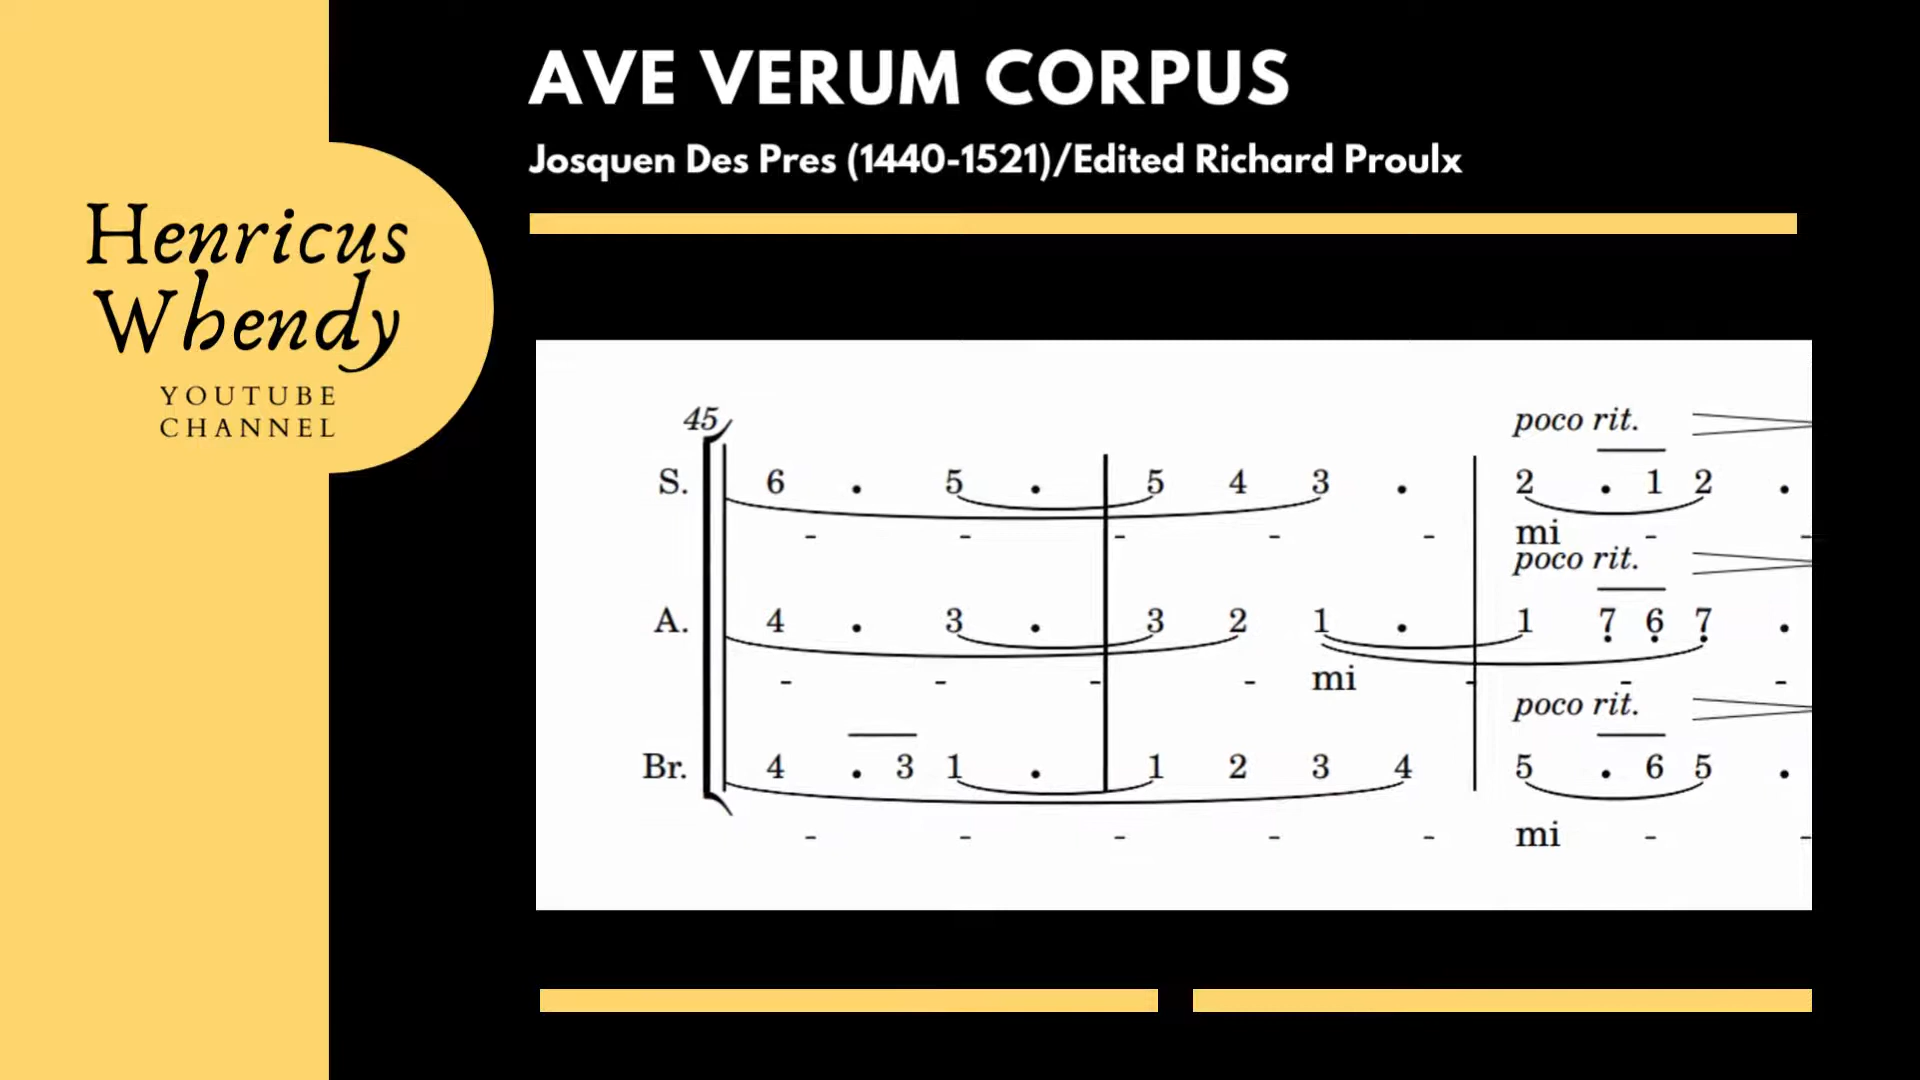 AVE VERUM CORPUS
Josquen Des Pres (1440-1521)/Edited Richard Proulx
Henricus
Whendy
YOUTUBE
CHANNEL
45
poco rit.
S. 6 . 5 . 5 4 3 . 2 . 1 2 .
- - - - - mi - -
poco rit.
A. 4 . 3 . 3 2 1 . 1 7 6 7 .
- - - - mi - - -
poco rit.
Br. 4 . 3 1 . 1 2 3 4 5 . 6 5 .
- - - - - mi - -